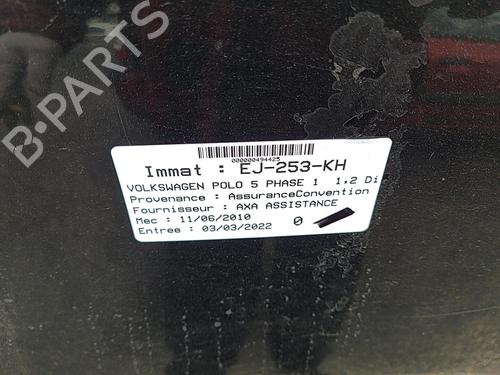 B-PARTS
000000494425
Immat : EJ-253-KH
VOLKSWAGEN POLO 5 PHASE 1 1.2 Di
Provenance : AssuranceConvention
Fournisseur : AXA ASSISTANCE
Mec : 11/06/2010
Entree : 03/03/2022 0